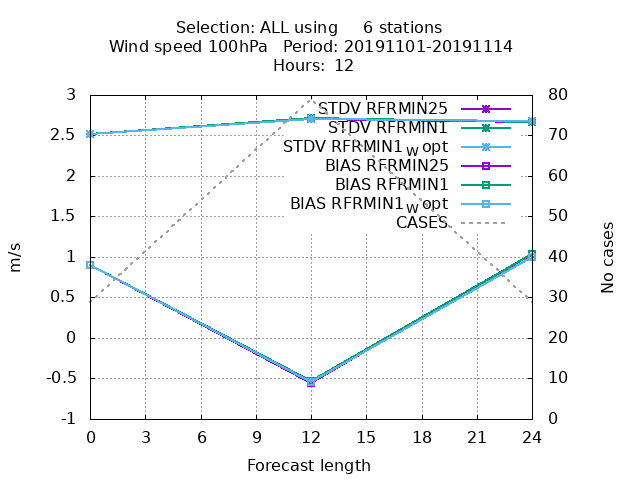 Selection: ALL using 6 stations
Wind speed 100hPa Period: 20191101-20191114
Hours: 12
3
2.5
2
1.5
1
0.5
0
-0.5
-1
m/s
80
70
60
50
40
30
20
10
0
No cases
STDV RFRMIN25
STDV RFRMIN1
STDV RFRMIN1w opt
BIAS RFRMIN25
BIAS RFRMIN1
BIAS RFRMIN1w opt
CASES
0 3 6 9 12 15 18 21 24
Forecast length